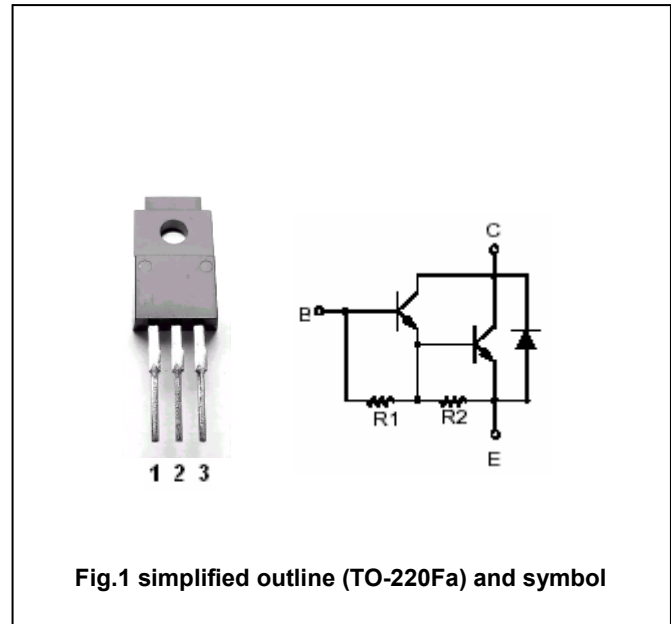 C
B
R1
R2
E
1 2 3
Fig.1 simplified outline (TO-220Fa) and symbol